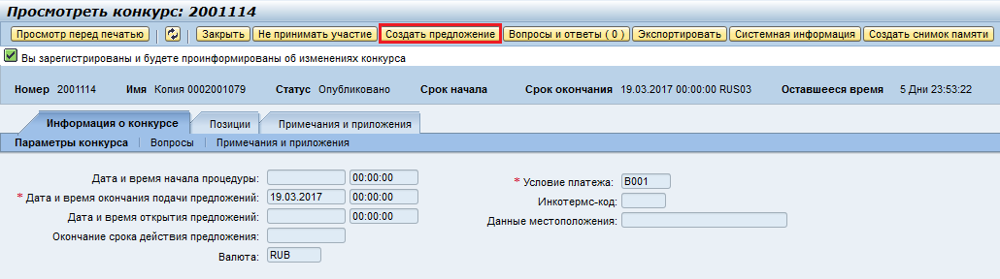 Просмотреть конкурс: 2001114
Просмотр перед печатью Закрыть Не принимать участие Создать предложение Вопросы и ответы ( 0 ) Экспортировать Системная информация Создать снимок памяти
Вы зарегистрированы и будете проинформированы об изменениях конкурса
Номер 2001114 Имя Копия 0002001079 Статус Опубликовано Срок начала Срок окончания 19.03.2017 00:00:00 RUS03 Оставшееся время 5 Дни 23:53:22
Информация о конкурсе Позиции Примечания и приложения
Параметры конкурса Вопросы Примечания и приложения
Дата и время начала процедуры: 00:00:00 * Условие платежа: B001
* Дата и время окончания подачи предложений: 19.03.2017 00:00:00 Инкотермс-код:
Дата и время открытия предложений: 00:00:00 Данные местоположения:
Окончание срока действия предложения:
Валюта: RUB